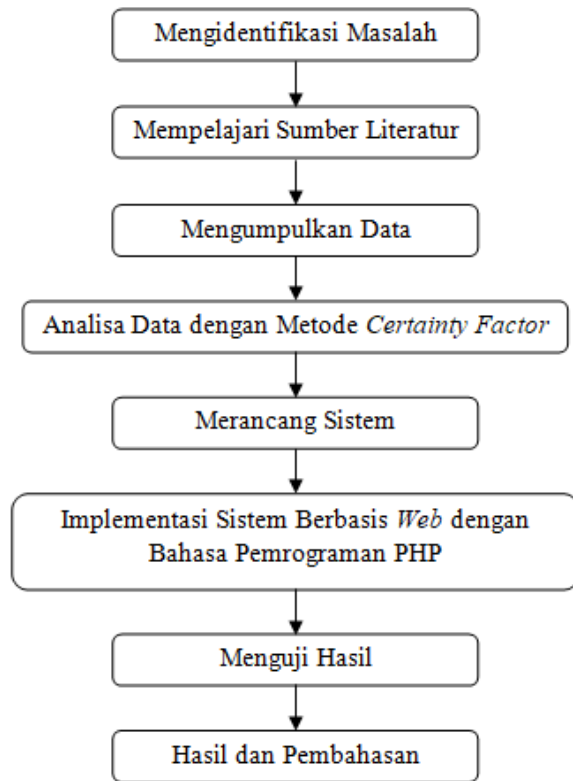 Mengidentifikasi Masalah
Mempelajari Sumber Literatur
Mengumpulkan Data
Analisa Data dengan Metode Certainty Factor
Merancang Sistem
Implementasi Sistem Berbasis Web dengan
Bahasa Pemrograman PHP
Menguji Hasil
Hasil dan Pembahasan